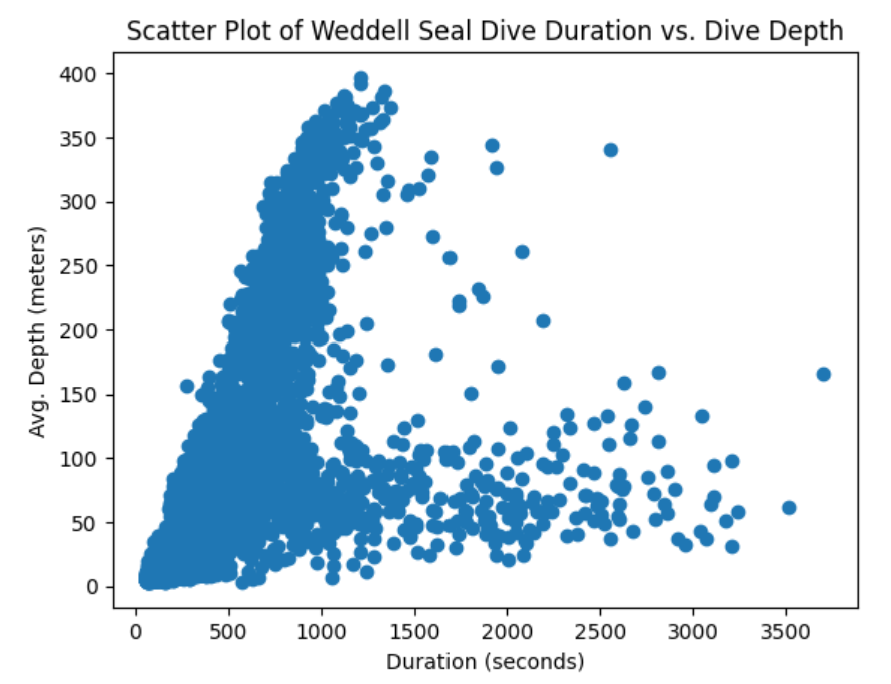 Scatter Plot of Weddell Seal Dive Duration vs. Dive Depth
400
350
300
250
200
150
100
50
0
Avg. Depth (meters)
0 500 1000 1500 2000 2500 3000 3500
Duration (seconds)